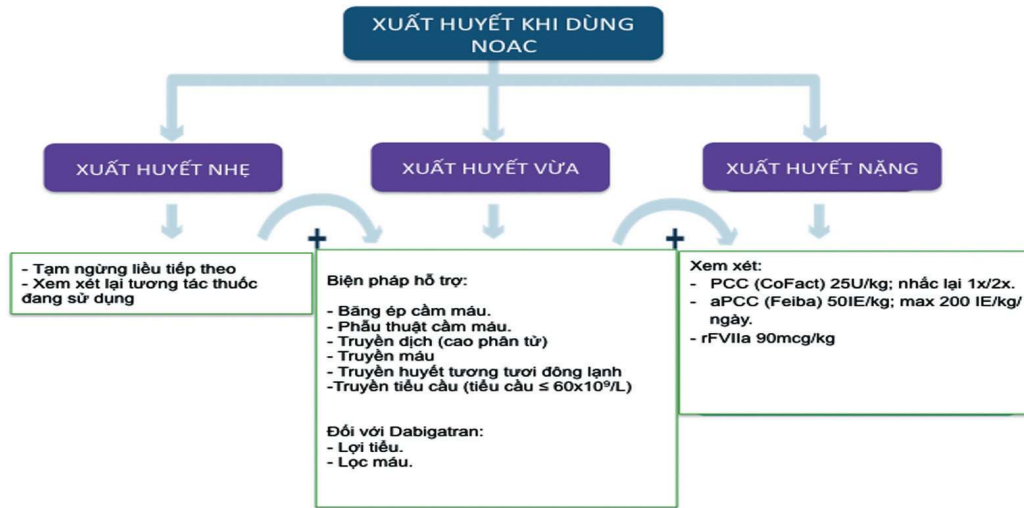 XUẤT HUYẾT KHI DÙNG
NOAC
XUẤT HUYẾT NHẸ
XUẤT HUYẾT VỪA
XUẤT HUYẾT NẶNG
+
+
- Tạm ngừng liều tiếp theo
- Xem xét lại tương tác thuốc
đang sử dụng
Biện pháp hỗ trợ:
- Băng ép cầm máu.
- Phẫu thuật cầm máu.
- Truyền dịch (cao phân tử)
- Truyền máu
- Truyền huyết tương tươi đông lạnh
-Truyền tiểu cầu (tiểu cầu ≤ 60x10⁹/L)
Đối với Dabigatran:
- Lợi tiểu.
- Lọc máu.
Xem xét:
- PCC (CoFact) 25U/kg; nhắc lại 1x/2x.
- aPCC (Feiba) 50IE/kg; max 200 IE/kg/
ngày.
- rFVIIa 90mcg/kg